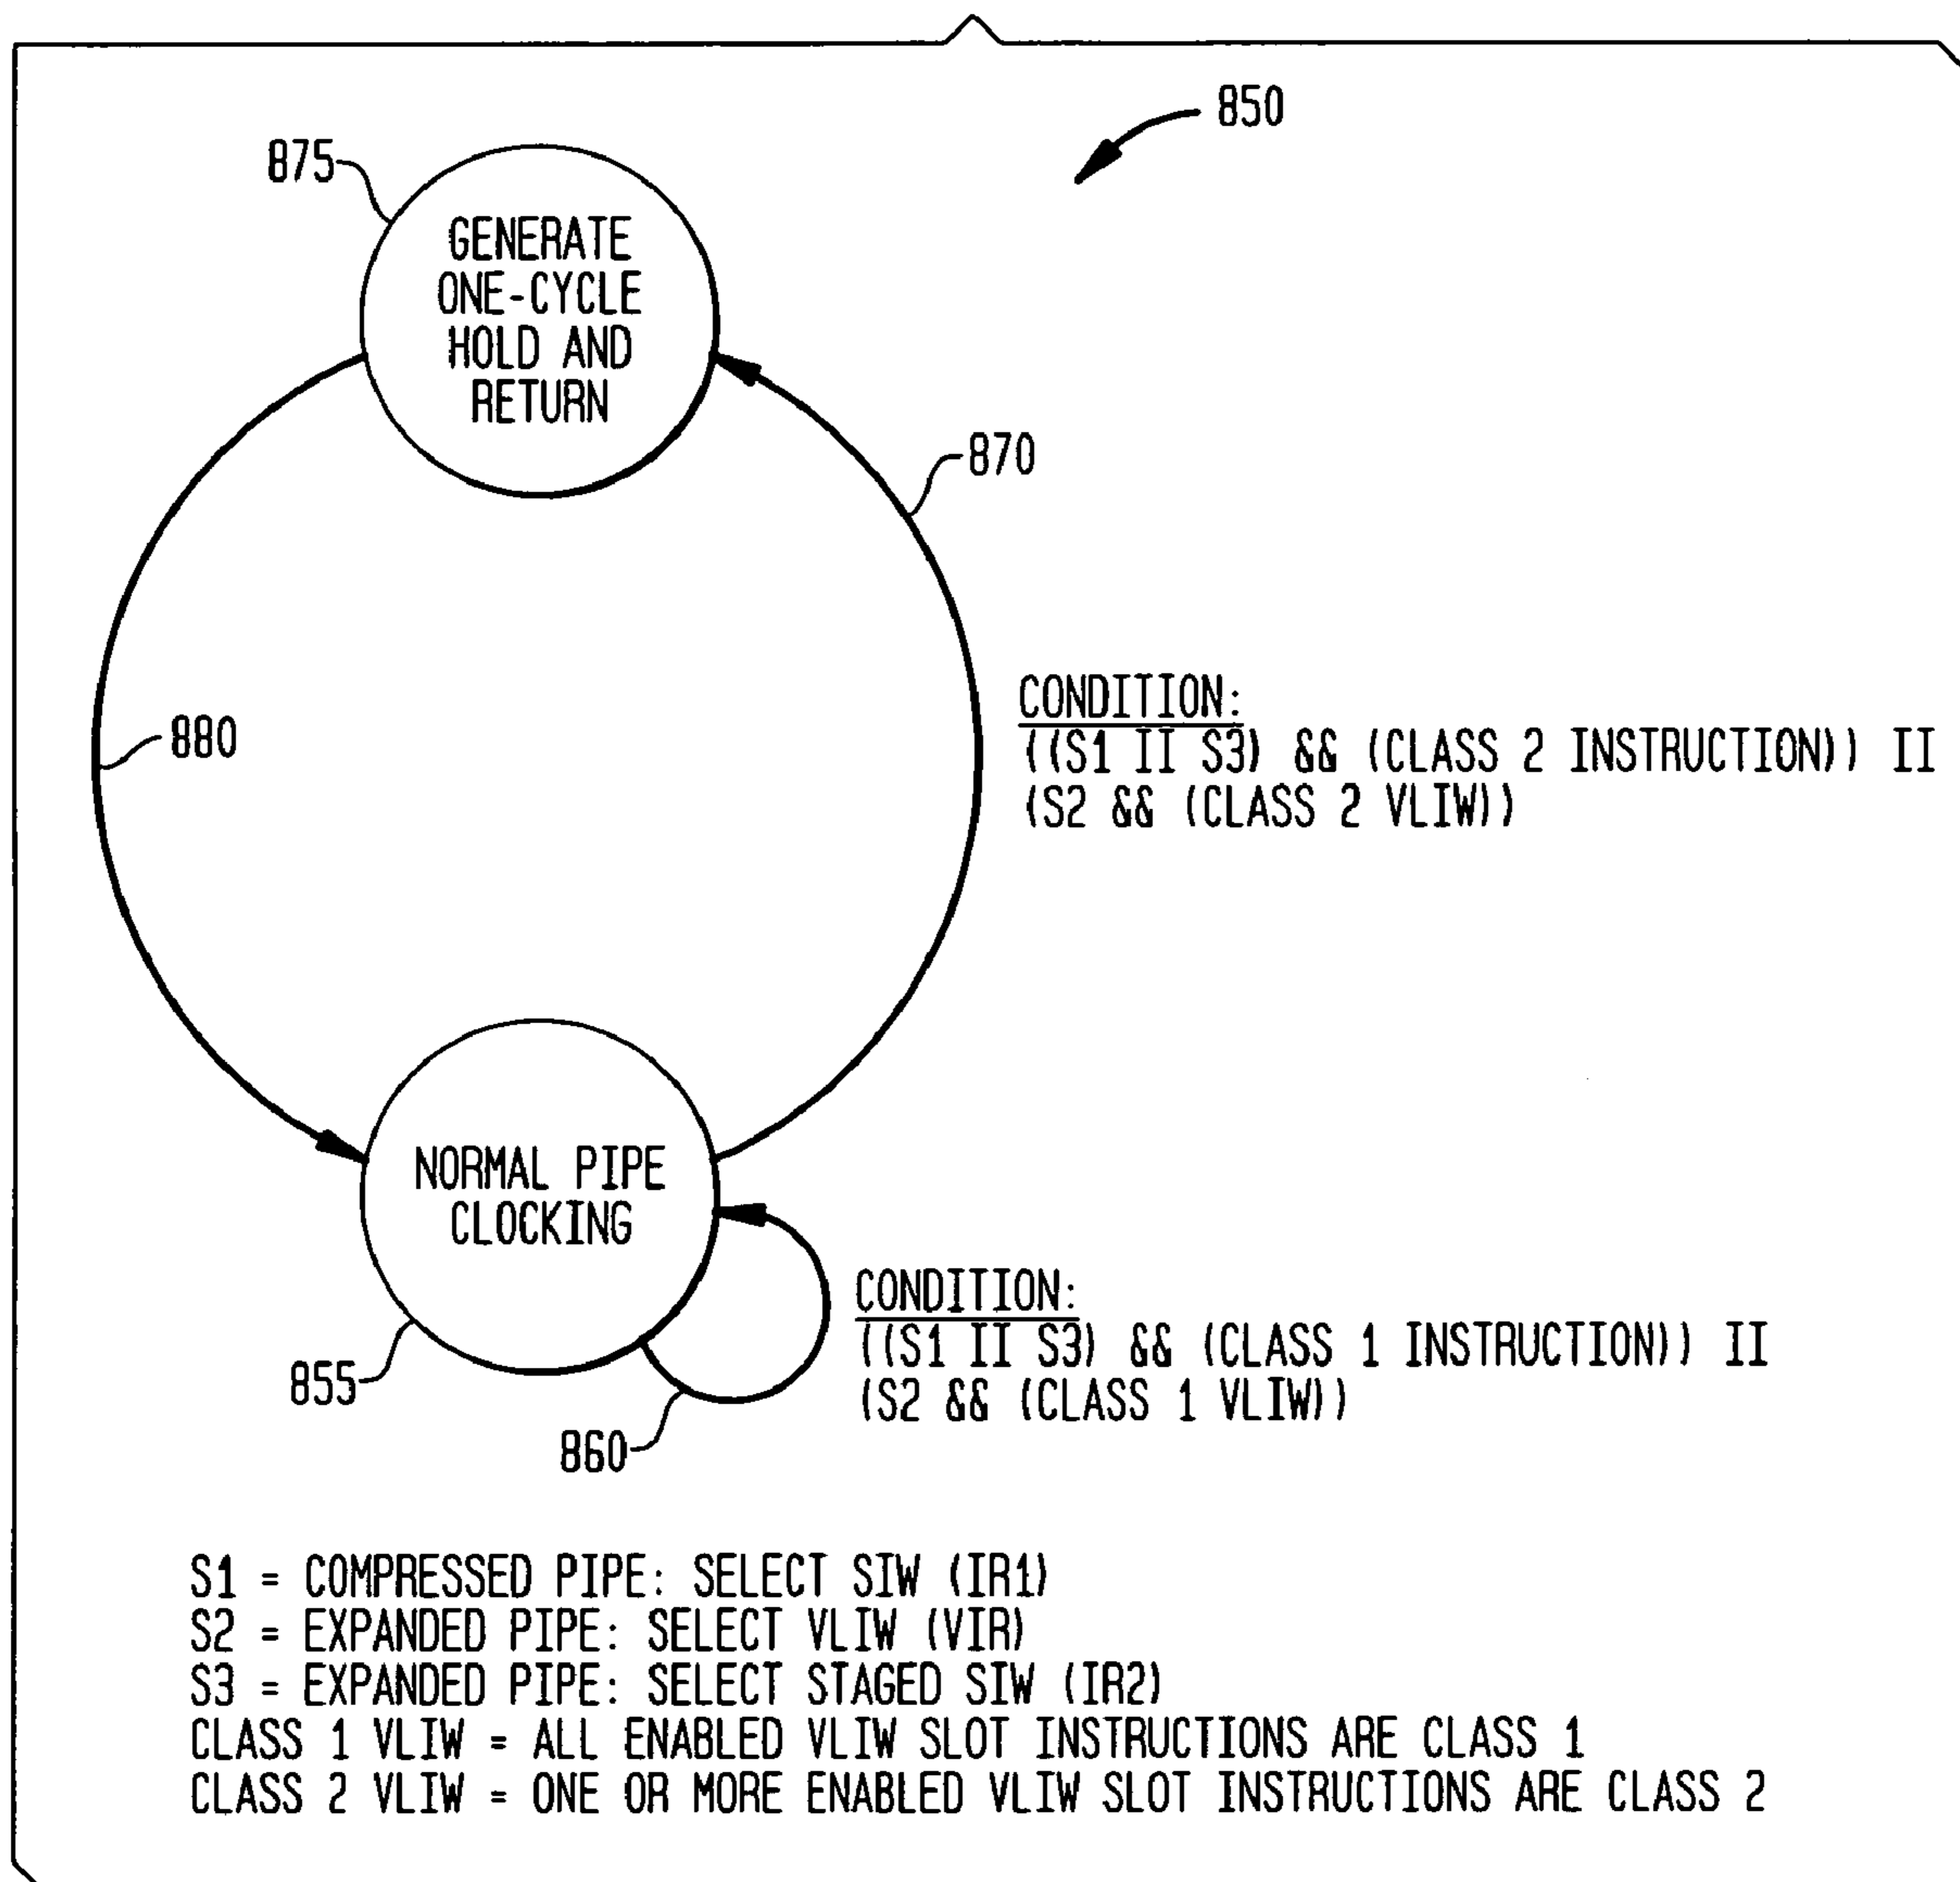 850
875
GENERATE
ONE-CYCLE
HOLD AND
RETURN
870
880
CONDITION:
((S1 II S3) && (CLASS 2 INSTRUCTION)) II
(S2 && (CLASS 2 VLIW))
NORMAL PIPE
CLOCKING
CONDITION:
((S1 II S3) && (CLASS 1 INSTRUCTION)) II
(S2 && (CLASS 1 VLIW))
855
860
S1 = COMPRESSED PIPE: SELECT SIW (IR1)
S2 = EXPANDED PIPE: SELECT VLIW (VIR)
S3 = EXPANDED PIPE: SELECT STAGED SIW (IR2)
CLASS 1 VLIW = ALL ENABLED VLIW SLOT INSTRUCTIONS ARE CLASS 1
CLASS 2 VLIW = ONE OR MORE ENABLED VLIW SLOT INSTRUCTIONS ARE CLASS 2